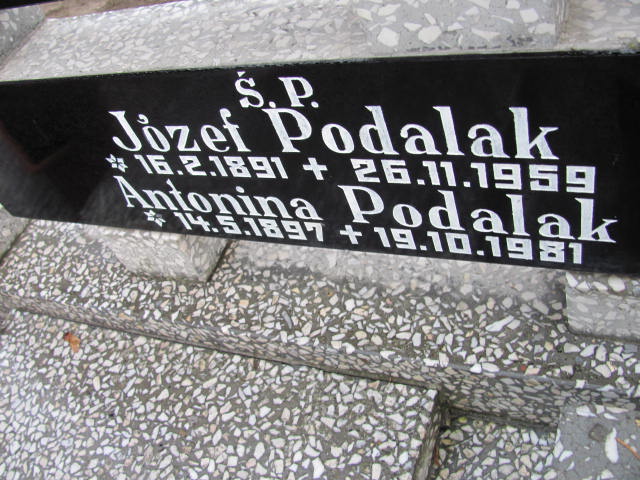 Ś.P.
Józef Podalak
* 16.2.1891 + 26.11.1959
Antonina Podalak
* 14.5.1897 + 19.10.1981